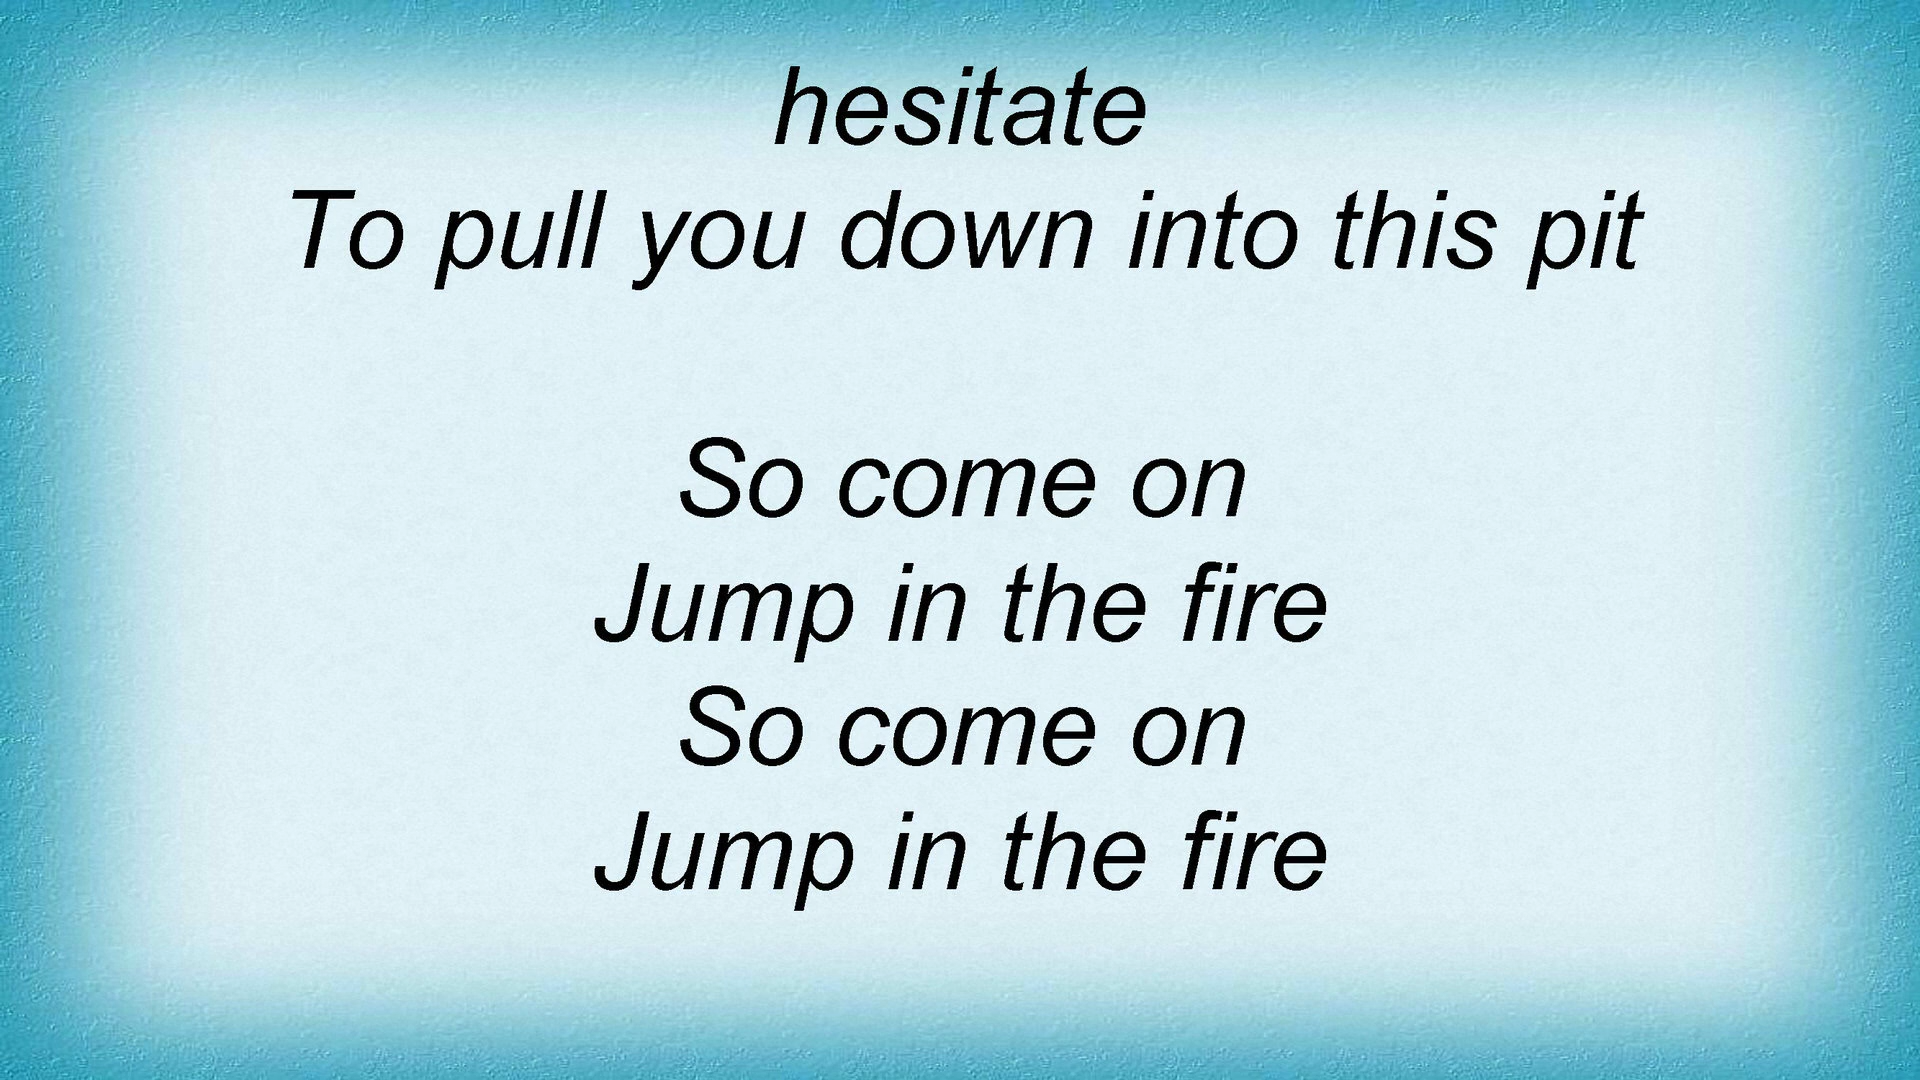 hesitate
To pull you down into this pit
So come on
Jump in the fire
So come on
Jump in the fire